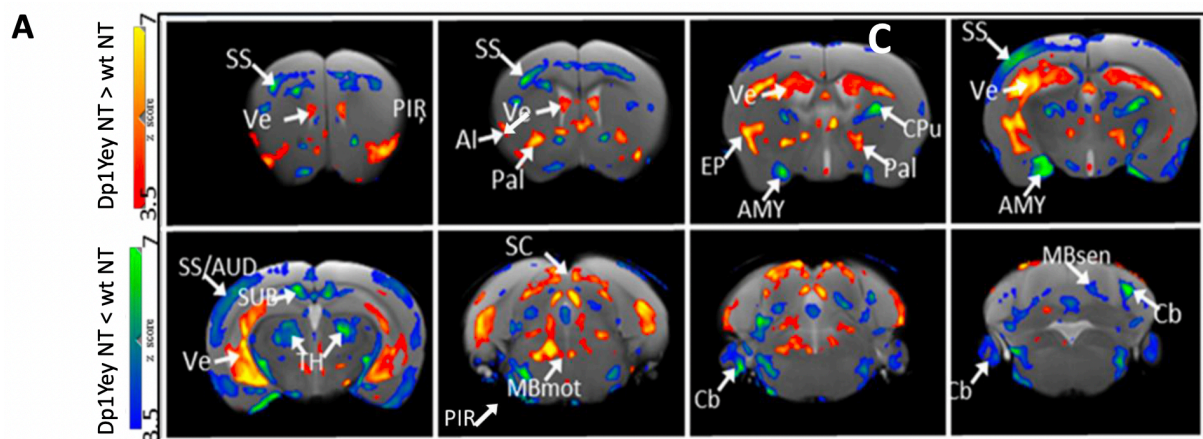 A
C
Dp1Yey NT > wt NT
7
z score
3.5
SS
Ve
PIR
SS
Ve
AI
Pal
Ve
CPu
EP
Pal
AMY
SS
Ve
AMY
Dp1Yey NT < wt NT
7
z score
3.5
SS/AUD
SUB
Ve
TH
SC
MBmot
PIR
Cb
MBsen
Cb
Cb